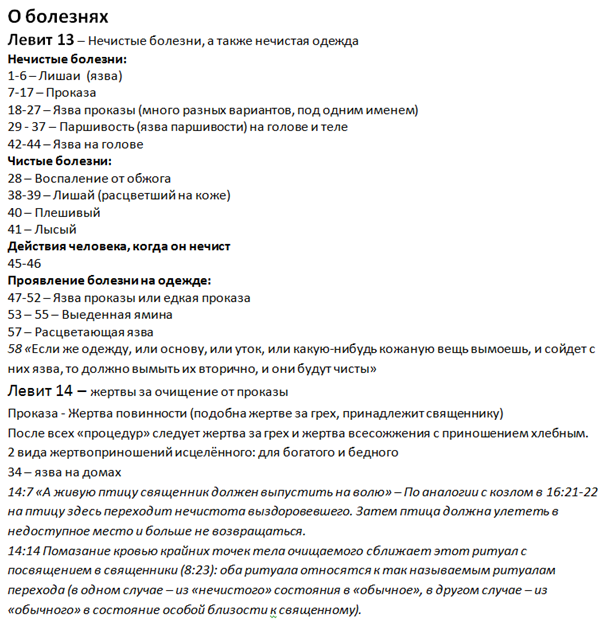 О болезнях
Левит 13 – Нечистые болезни, а также нечистая одежда
Нечистые болезни:
1-6 – Лишаи (язва)
7-17 – Проказа
18-27 – Язва проказы (много разных вариантов, под одним именем)
29 - 37 – Паршивость (язва паршивости) на голове и теле
42-44 – Язва на голове
Чистые болезни:
28 – Воспаление от обжога
38-39 – Лишай (расцветший на коже)
40 – Плешивый
41 – Лысый
Действия человека, когда он нечист
45-46
Проявление болезни на одежде:
47-52 – Язва проказы или едкая проказа
53 – 55 – Выеденная ямина
57 – Расцветающая язва
58 «Если же одежду, или основу, или уток, или какую-нибудь кожаную вещь вымоешь, и сойдет с
них язва, то должно вымыть их вторично, и они будут чисты»
Левит 14 – жертвы за очищение от проказы
Проказа - Жертва повинности (подобна жертве за грех, принадлежит священнику)
После всех «процедур» следует жертва за грех и жертва всесожжения с приношением хлебным.
2 вида жертвоприношений исцелённого: для богатого и бедного
34 – язва на домах
14:7 «А живую птицу священник должен выпустить на волю» – По аналогии с козлом в 16:21-22
на птицу здесь переходит нечистота выздоровевшего. Затем птица должна улететь в
недоступное место и больше не возвращаться.
14:14 Помазание кровью крайних точек тела очищаемого сближает этот ритуал с
посвящением в священники (8:23): оба ритуала относятся к так называемым ритуалам
перехода (в одном случае – из «нечистого» состояния в «обычное», в другом случае – из
«обычного» в состояние особой близости к священному).